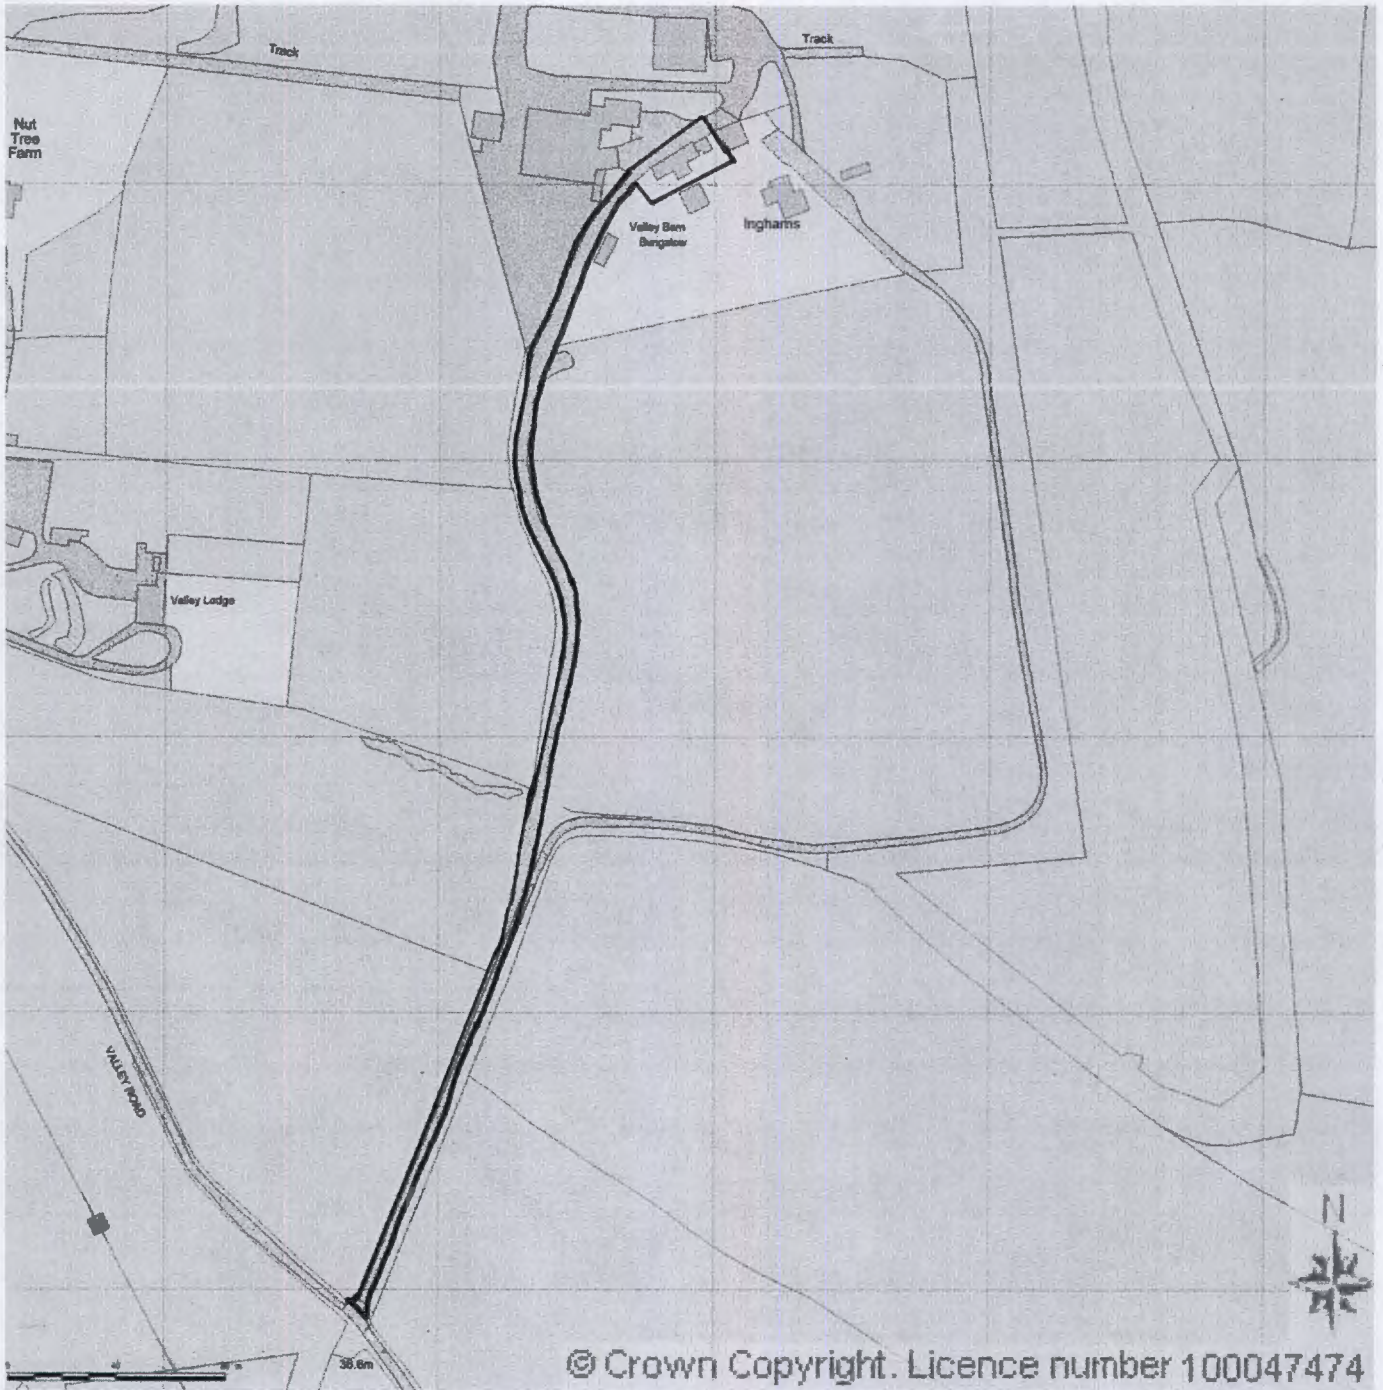 Track
Track
Nut
Tree
Farm
Valley Barn
Bungalow
Inghams
Valley Lodge
VALLEY ROAD
N
40
38.6m
© Crown Copyright. Licence number 100047474